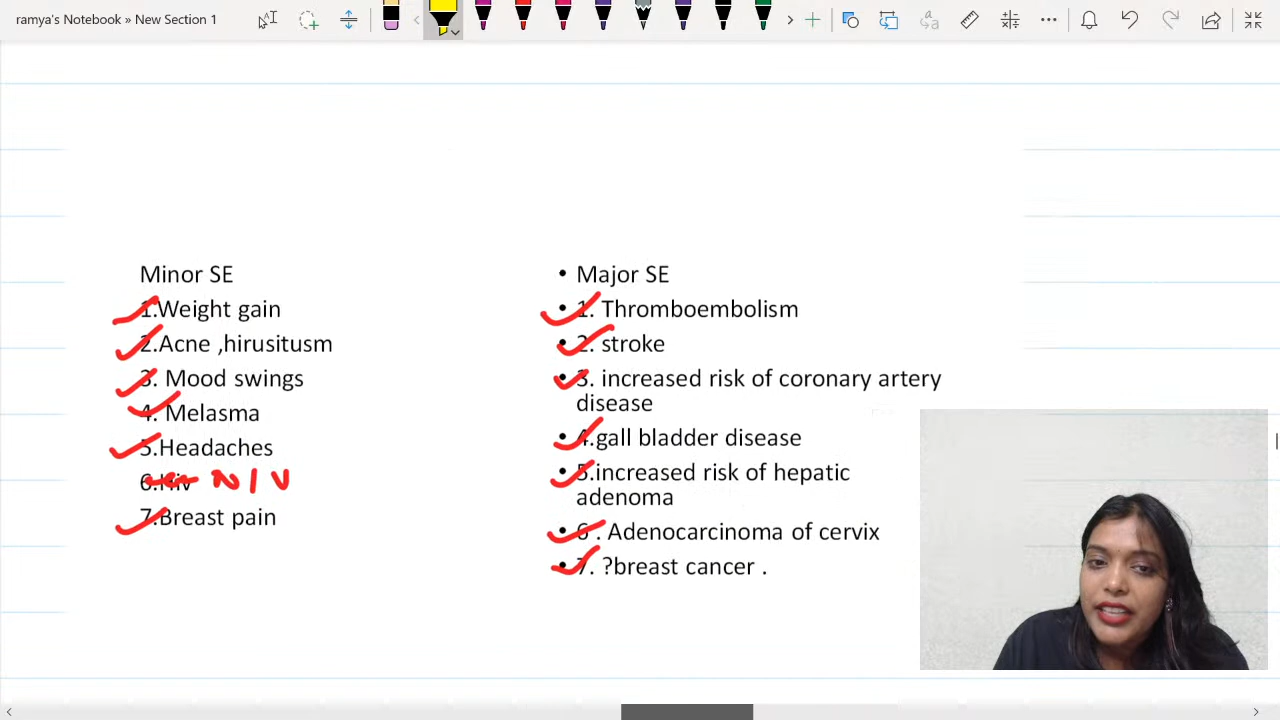 ramya's Notebook » New Section 1
Minor SE
1.Weight gain
2.Acne ,hirusitusm
3. Mood swings
4. Melasma
5.Headaches
6. N/V
7.Breast pain
• Major SE
• 1. Thromboembolism
• 2. stroke
• 3. increased risk of coronary artery
disease
• 4.gall bladder disease
• 5.increased risk of hepatic
adenoma
• 6 . Adenocarcinoma of cervix
• 7. ?breast cancer .